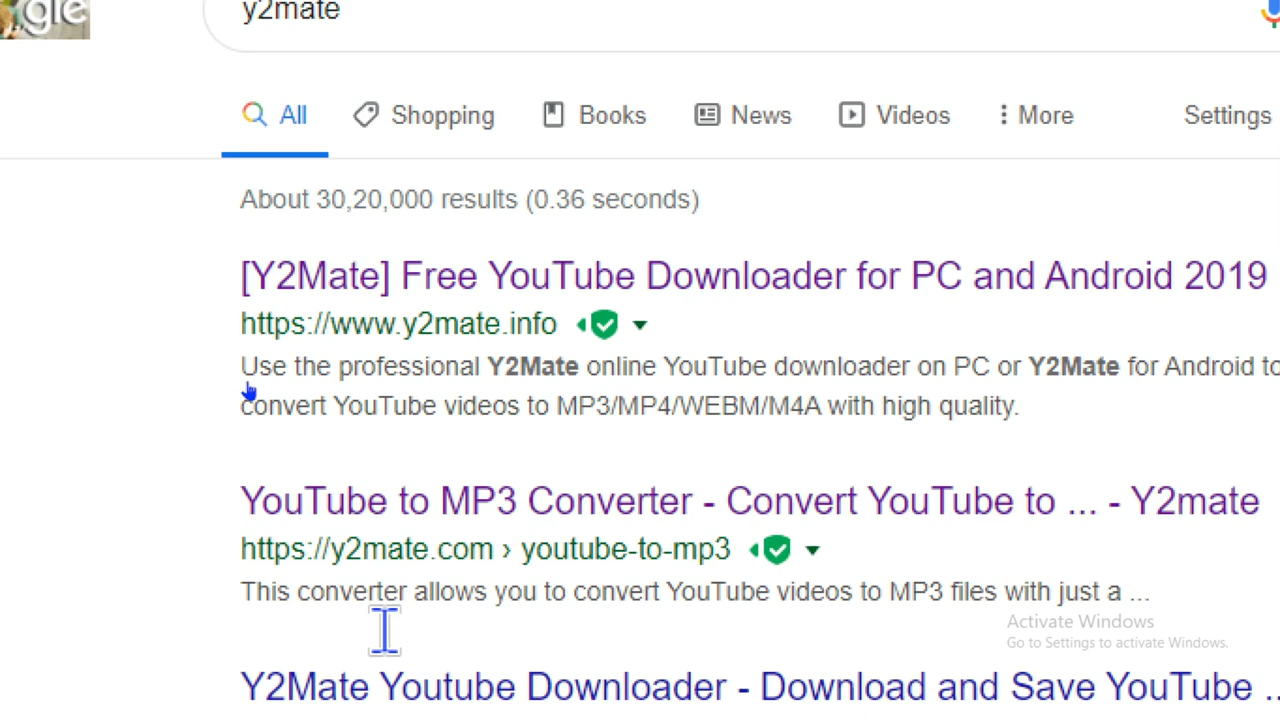 gle
y2mate
All Shopping Books News Videos More Settings
About 30,20,000 results (0.36 seconds)
[Y2Mate] Free YouTube Downloader for PC and Android 2019
https://www.y2mate.info
Use the professional Y2Mate online YouTube downloader on PC or Y2Mate for Android to
convert YouTube videos to MP3/MP4/WEBM/M4A with high quality.
YouTube to MP3 Converter - Convert YouTube to ... - Y2mate
https://y2mate.com › youtube-to-mp3
This converter allows you to convert YouTube videos to MP3 files with just a ...
Activate Windows
Go to Settings to activate Windows.
Y2Mate Youtube Downloader - Download and Save YouTube ...